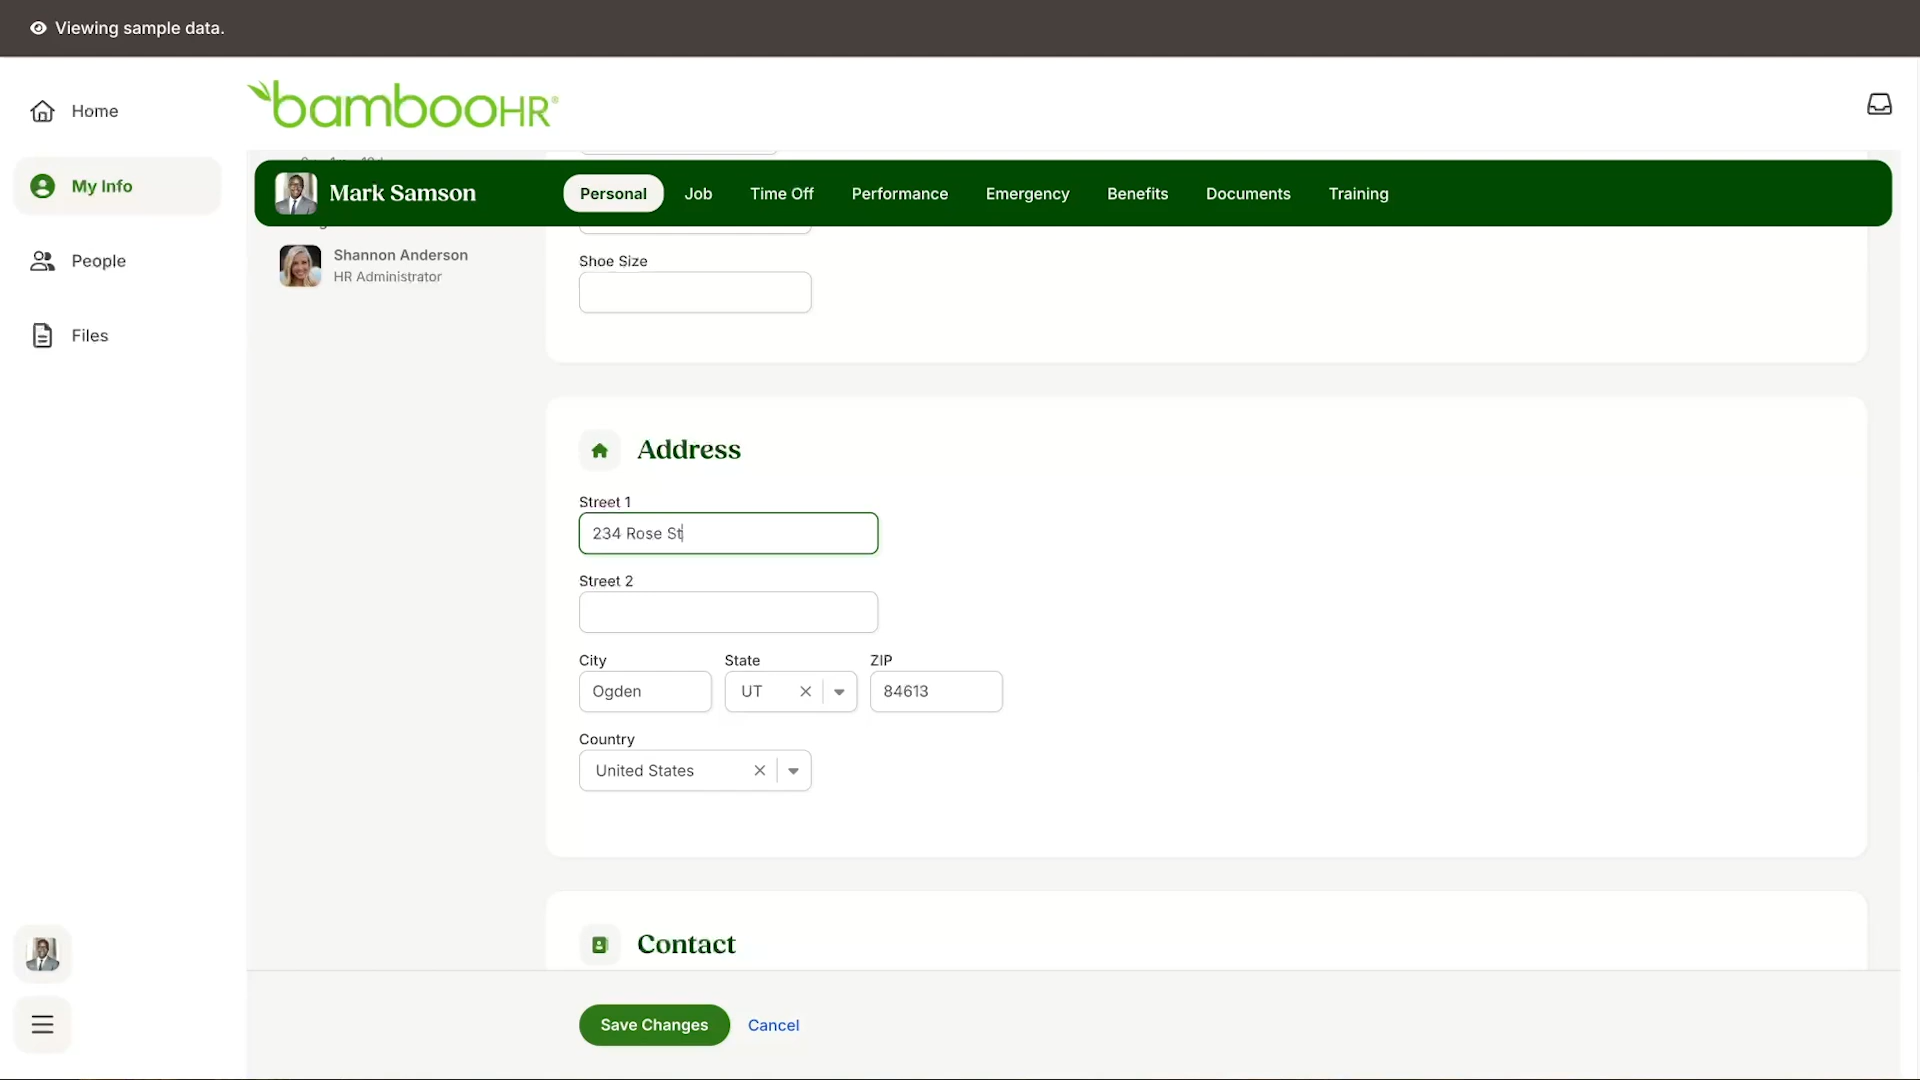 Viewing sample data.
Home
My Info
People
Files
bambooHR®
Mark Samson
Personal
Job
Time Off
Performance
Emergency
Benefits
Documents
Training
Shannon Anderson
HR Administrator
Shoe Size
Address
Street 1
234 Rose St
Street 2
City
State
ZIP
Ogden
UT
84613
Country
United States
Contact
Save Changes
Cancel